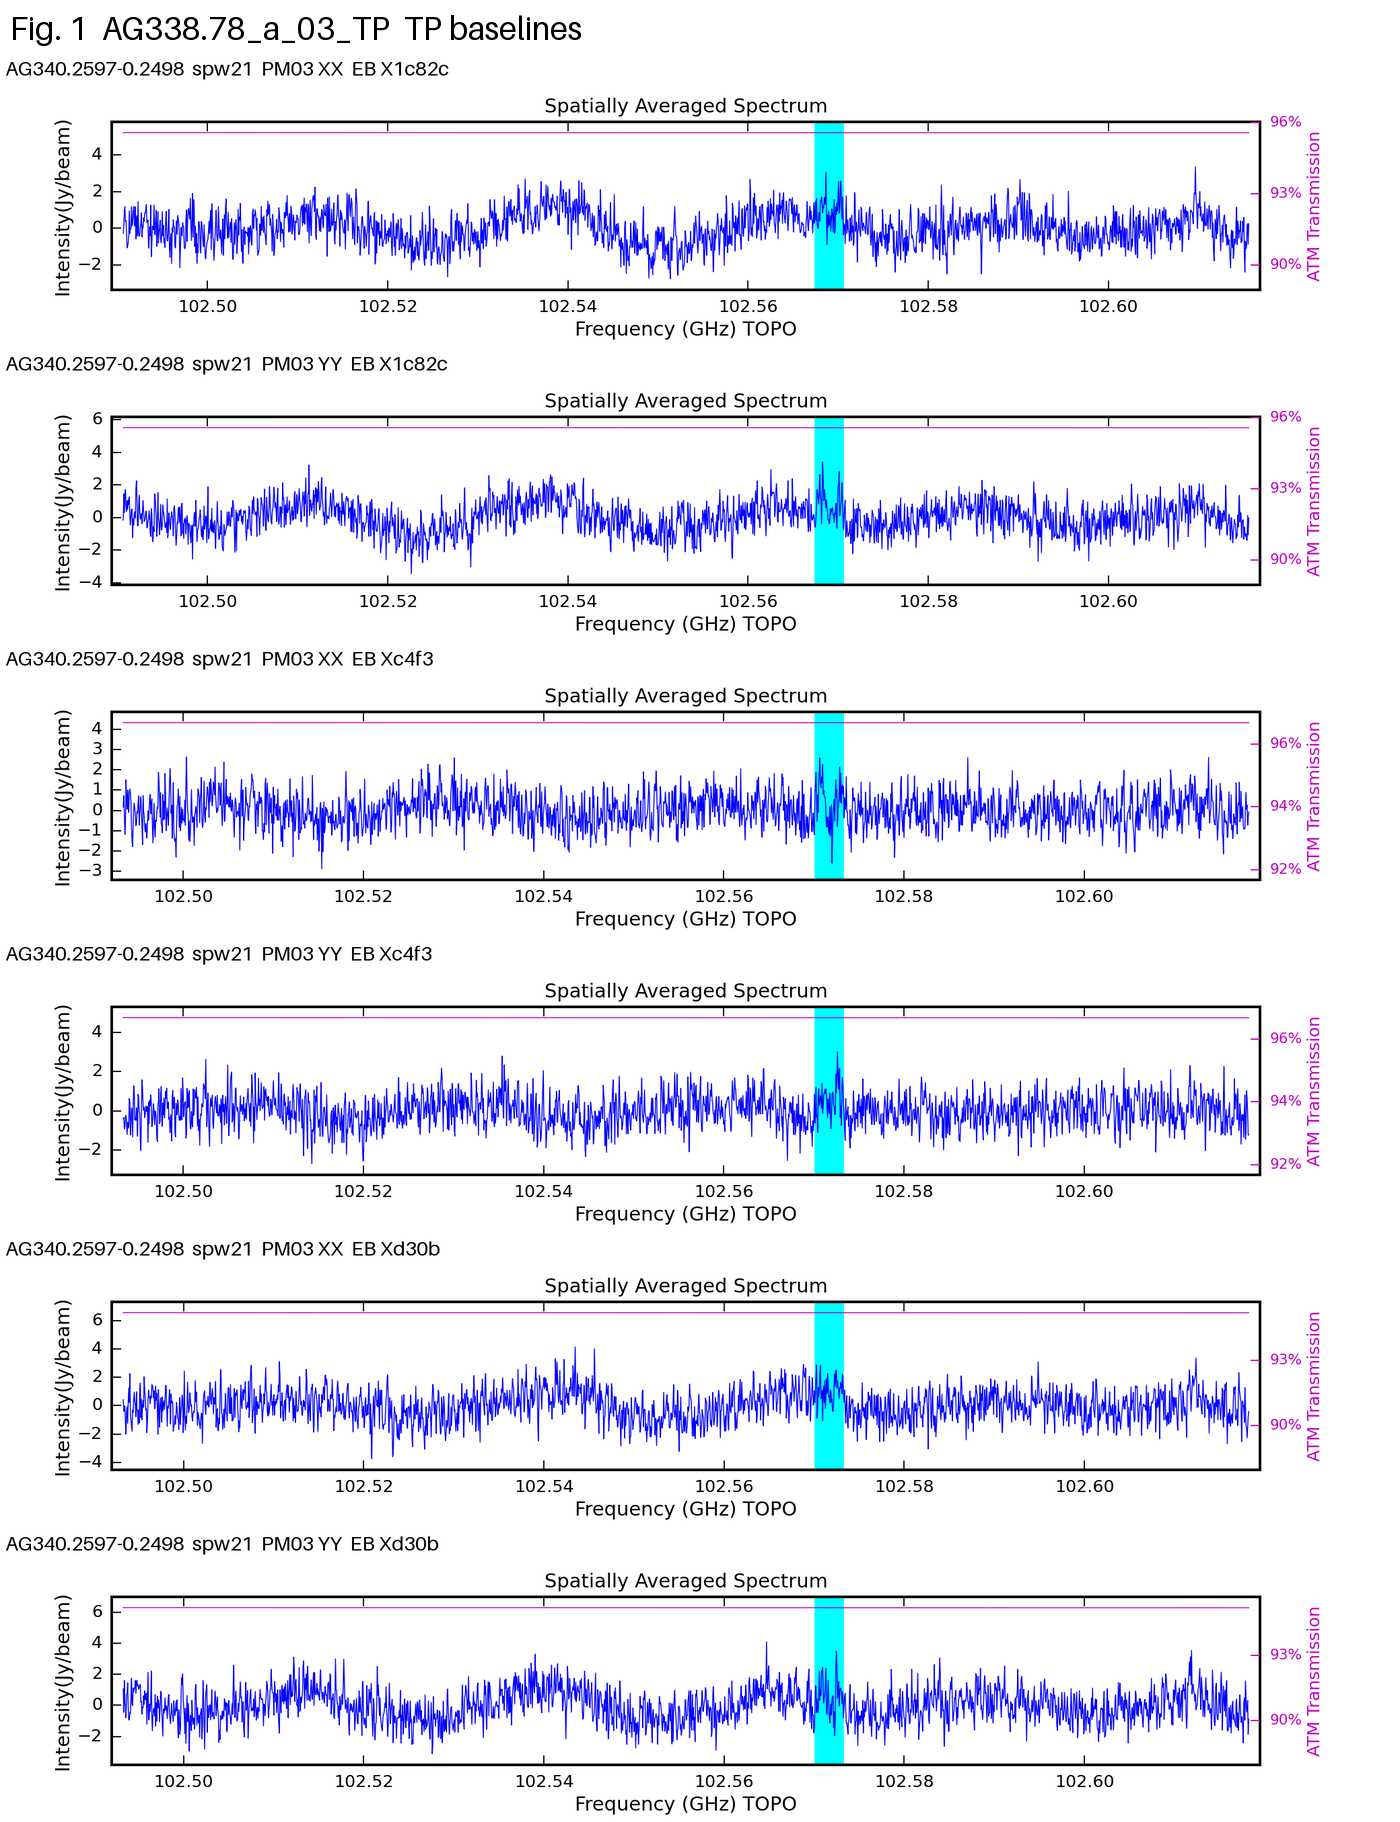 Fig. 1  AG338.78_a_03_TP  TP baselines
AG340.2597-0.2498  spw21  PM03 XX  EB X1c82c
Spatially Averaged Spectrum
Intensity(Jy/beam)
4
2
0
−2
96%
93%
90%
ATM Transmission
102.50 102.52 102.54 102.56 102.58 102.60
Frequency (GHz) TOPO
AG340.2597-0.2498  spw21  PM03 YY  EB X1c82c
Spatially Averaged Spectrum
Intensity(Jy/beam)
6
4
2
0
−2
−4
96%
93%
90%
ATM Transmission
102.50 102.52 102.54 102.56 102.58 102.60
Frequency (GHz) TOPO
AG340.2597-0.2498  spw21  PM03 XX  EB Xc4f3
Spatially Averaged Spectrum
Intensity(Jy/beam)
4
3
2
1
0
−1
−2
−3
96%
94%
92%
ATM Transmission
102.50 102.52 102.54 102.56 102.58 102.60
Frequency (GHz) TOPO
AG340.2597-0.2498  spw21  PM03 YY  EB Xc4f3
Spatially Averaged Spectrum
Intensity(Jy/beam)
4
2
0
−2
96%
94%
92%
ATM Transmission
102.50 102.52 102.54 102.56 102.58 102.60
Frequency (GHz) TOPO
AG340.2597-0.2498  spw21  PM03 XX  EB Xd30b
Spatially Averaged Spectrum
Intensity(Jy/beam)
6
4
2
0
−2
−4
93%
90%
ATM Transmission
102.50 102.52 102.54 102.56 102.58 102.60
Frequency (GHz) TOPO
AG340.2597-0.2498  spw21  PM03 YY  EB Xd30b
Spatially Averaged Spectrum
Intensity(Jy/beam)
6
4
2
0
−2
93%
90%
ATM Transmission
102.50 102.52 102.54 102.56 102.58 102.60
Frequency (GHz) TOPO